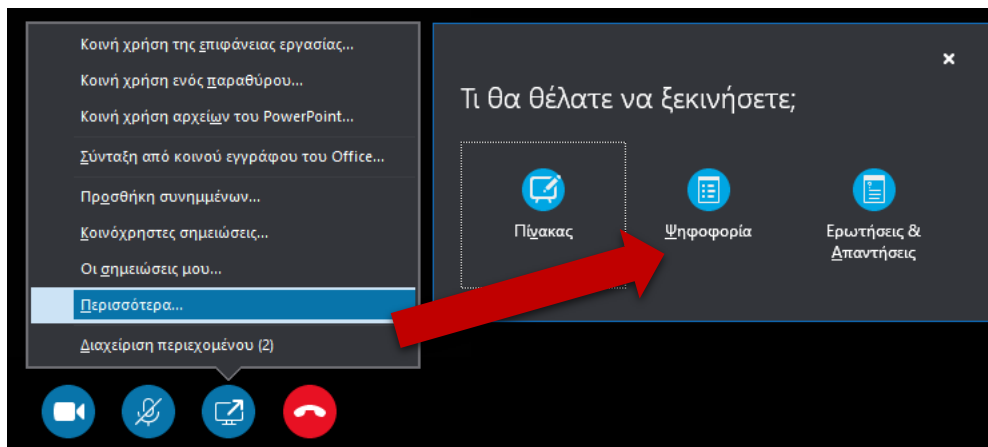 Κοινή χρήση της επιφάνειας εργασίας...
Κοινή χρήση ενός παραθύρου...
Κοινή χρήση αρχείων του PowerPoint...
Σύνταξη από κοινού εγγράφου του Office...
Προσθήκη συνημμένων...
Κοινόχρηστες σημειώσεις...
Οι σημειώσεις μου...
Περισσότερα...
Διαχείριση περιεχομένου (2)
Τι θα θέλατε να ξεκινήσετε;
Πίνακας
Ψηφοφορία
Ερωτήσεις &
Απαντήσεις